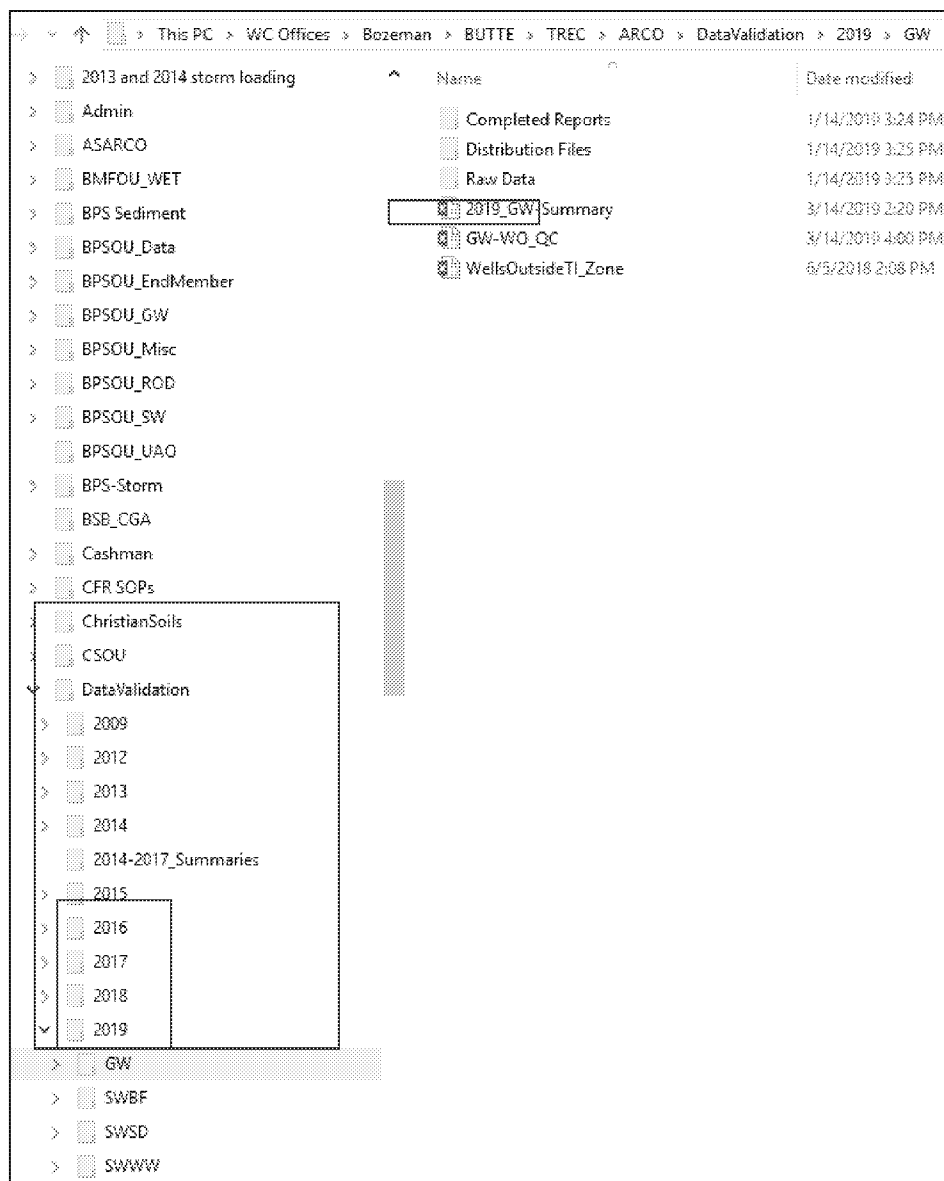 This PC > WC Offices > Bozeman > BUTTE > TREC > ARCO > DataValidation > 2019 > GW
2013 and 2014 storm loading
Admin
ASARCO
BMFOU_WET
BPS Sediment
BPSOU_Data
BPSOU_EndMember
BPSOU_GW
BPSOU_Misc
BPSOU_ROD
BPSOU_SW
BPSOU_UAO
BPS-Storm
BSB_CGA
Cashman
CFR SOPs
ChristianSoils
CSOU
DataValidation
2009
2012
2013
2014
2014-2017_Summaries
2015
2016
2017
2018
2019
GW
SWBF
SWSD
SWWW
Name Date modified
Completed Reports 1/14/2019 3:24 PM
Distribution Files 1/14/2019 3:25 PM
Raw Data 1/14/2019 3:25 PM
2019_GW-Summary 3/14/2019 2:20 PM
GW-WO_QC 3/14/2019 4:00 PM
WellsOutsideTI_Zone 6/5/2018 2:08 PM